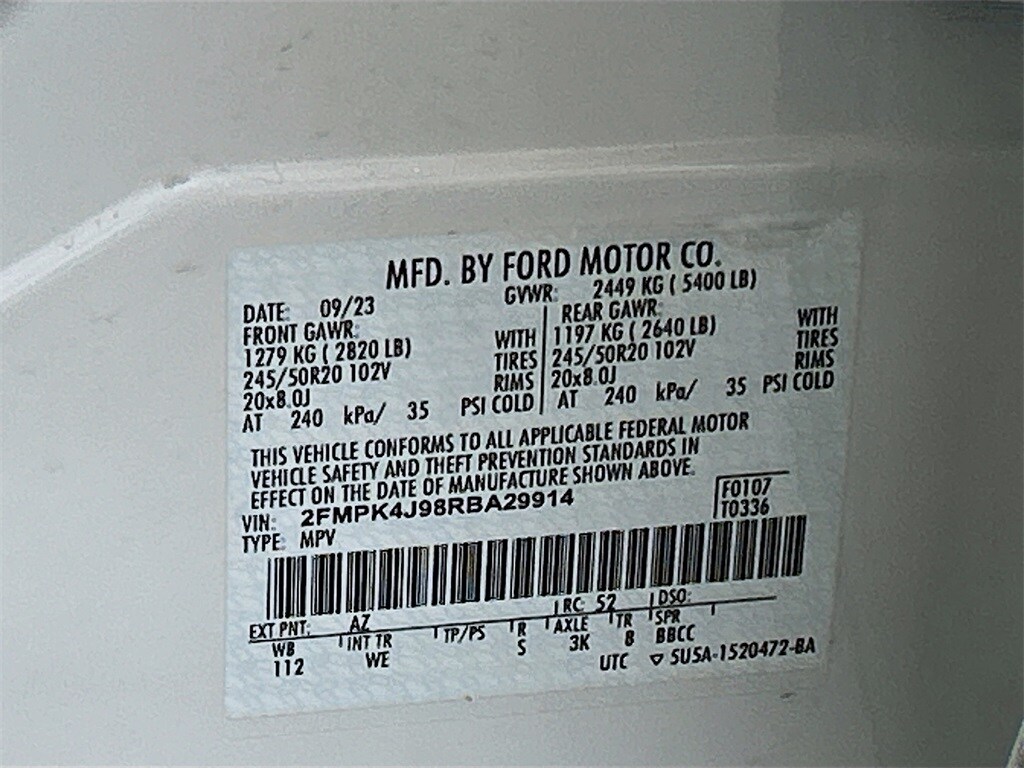 MFD. BY FORD MOTOR CO.
DATE: 09/23 GVWR: 2449 KG ( 5400 LB)
FRONT GAWR: REAR GAWR:
1279 KG ( 2820 LB) WITH 1197 KG ( 2640 LB) WITH
245/50R20 102V TIRES 245/50R20 102V TIRES
20x8.0J RIMS 20x8.0J RIMS
AT 240 kPa/ 35 PSI COLD AT 240 kPa/ 35 PSI COLD
THIS VEHICLE CONFORMS TO ALL APPLICABLE FEDERAL MOTOR
VEHICLE SAFETY AND THEFT PREVENTION STANDARDS IN
EFFECT ON THE DATE OF MANUFACTURE SHOWN ABOVE.
VIN: 2FMPK4J98RBA29914 F0107
TYPE: MPV T0336
EXT PNT: AZ RC: 52 DSO:
WB INT TR TP/PS R AXLE TR SPR
112 WE S 3K 8 BBCC
UTC ▽ 5U5A-1520472-BA